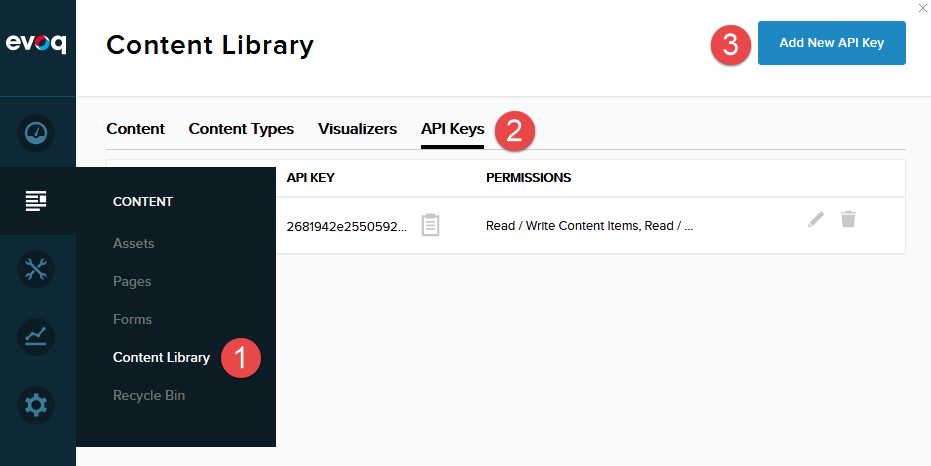 evoq
Content Library
3
Add New API Key
Content
Content Types
Visualizers
API Keys
2
API KEY
PERMISSIONS
2681942e2550592...
Read / Write Content Items, Read / ...
CONTENT
Assets
Pages
Forms
Content Library
1
Recycle Bin